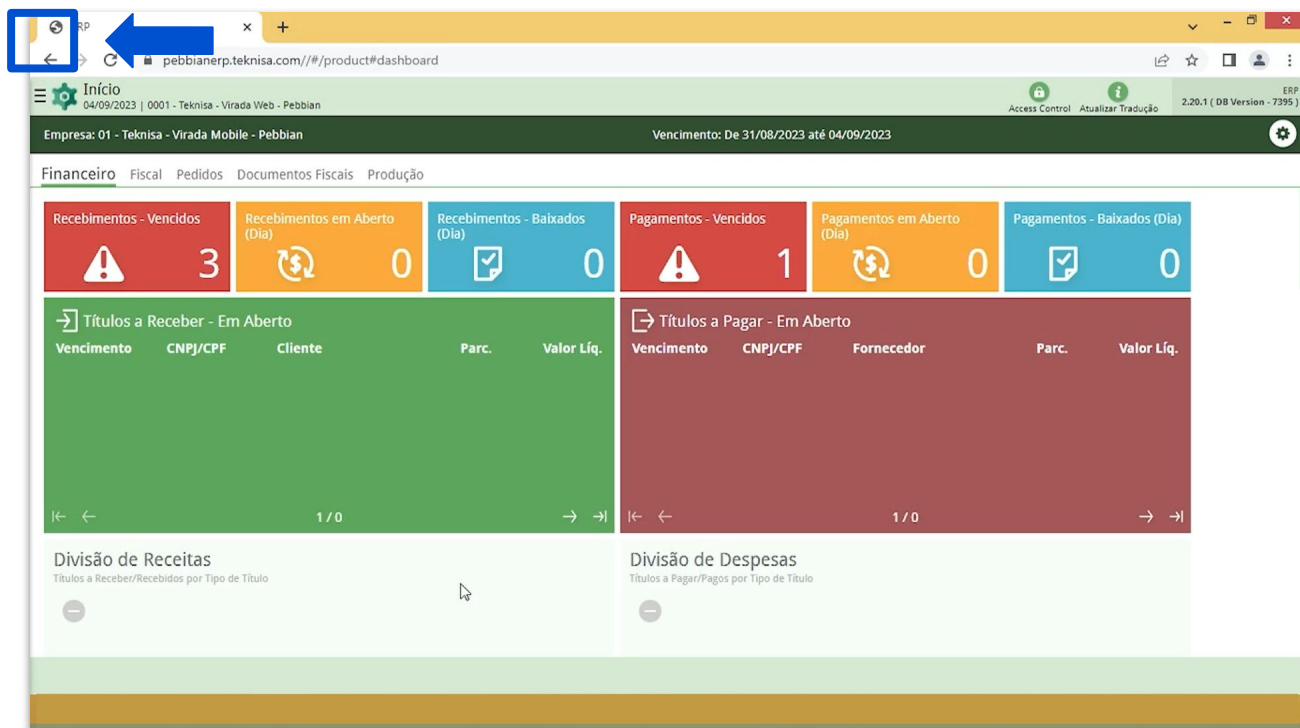 RP
pebbianerp.teknisa.com//#/product#dashboard
Início
04/09/2023 | 0001 - Teknisa - Virada Web - Pebbian
Access Control Atualizar Tradução
ERP
2.20.1 ( DB Version - 7395 )
Empresa: 01 - Teknisa - Virada Mobile - Pebbian Vencimento: De 31/08/2023 até 04/09/2023
Financeiro Fiscal Pedidos Documentos Fiscais Produção
Recebimentos - Vencidos
3
Recebimentos em Aberto
(Dia)
0
Recebimentos - Baixados
(Dia)
0
Pagamentos - Vencidos
1
Pagamentos em Aberto
(Dia)
0
Pagamentos - Baixados (Dia)
0
Títulos a Receber - Em Aberto
Vencimento CNPJ/CPF Cliente Parc. Valor Líq.
1 / 0
Títulos a Pagar - Em Aberto
Vencimento CNPJ/CPF Fornecedor Parc. Valor Líq.
1 / 0
Divisão de Receitas
Títulos a Receber/Recebidos por Tipo de Título
Divisão de Despesas
Títulos a Pagar/Pagos por Tipo de Título